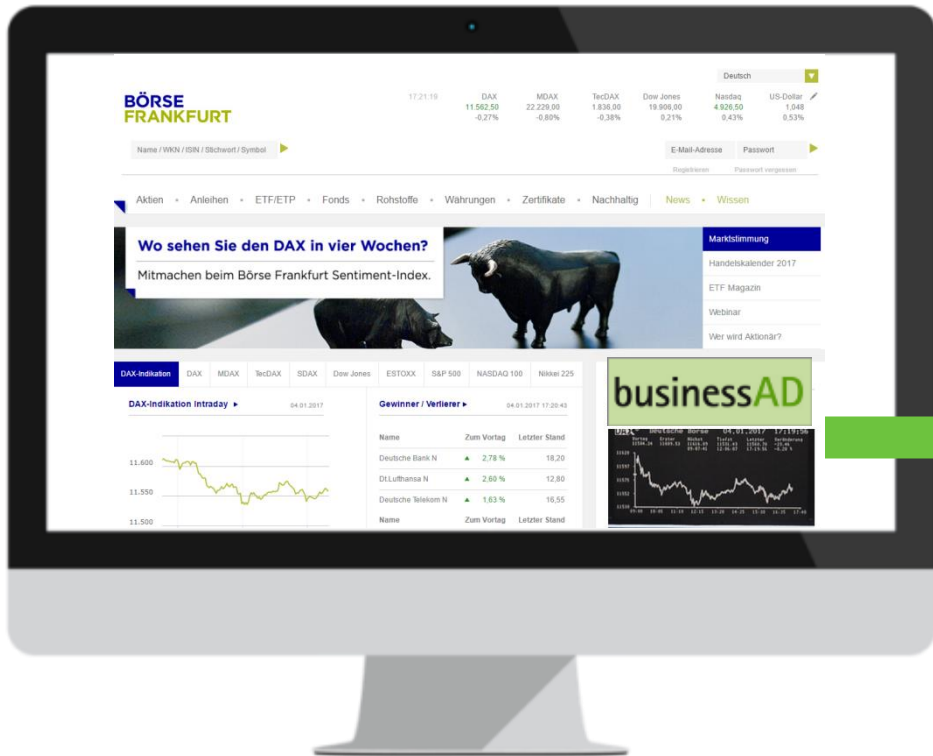 Deutsch
BÖRSE
FRANKFURT
17:21:19
DAX MDAX TecDAX Dow Jones Nasdaq US-Dollar
11.562,50 22.229,00 1.836,00 19.906,00 4.926,50 1,048
-0,27% -0,80% -0,38% 0,21% 0,43% 0,53%
Name / WKN / ISIN / Stichwort / Symbol
E-Mail-Adresse Passwort
Registrieren Passwort vergessen
Aktien • Anleihen • ETF/ETP • Fonds • Rohstoffe • Währungen • Zertifikate • Nachhaltig News • Wissen
Wo sehen Sie den DAX in vier Wochen?
Mitmachen beim Börse Frankfurt Sentiment-Index.
Marktstimmung
Handelskalender 2017
ETF Magazin
Webinar
Wer wird Aktionär?
DAX-Indikation DAX MDAX TecDAX SDAX Dow Jones ESTOXX S&P 500 NASDAQ 100 Nikkei 225
DAX-Indikation Intraday 04.01.2017
11.600
11.550
11.500
Gewinner / Verlierer 04.01.2017 17:20:43
Name Zum Vortag Letzter Stand
Deutsche Bank N ▲ 2,78 % 18,20
Dt.Lufthansa N ▲ 2,60 % 12,80
Deutsche Telekom N ▲ 1,63 % 16,55
Name Zum Vortag Letzter Stand
businessAD
DAX Deutsche Börse 04.01.2017 17:19:56